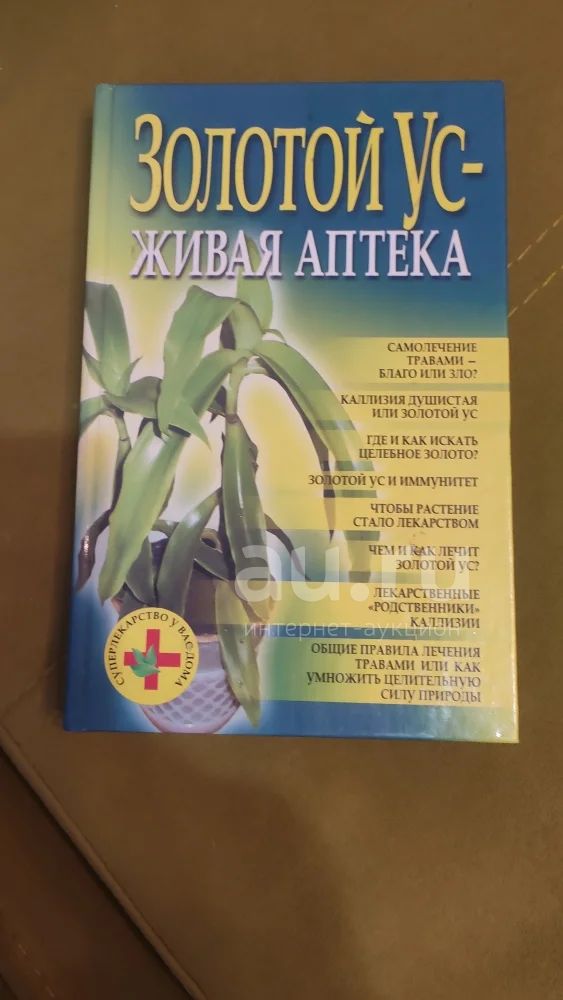 ЗОЛОТОЙ УС-
ЖИВАЯ АПТЕКА
САМОЛЕЧЕНИЕ
ТРАВАМИ –
БЛАГО ИЛИ ЗЛО?
КАЛЛИЗИЯ ДУШИСТАЯ
ИЛИ ЗОЛОТОЙ УС
ГДЕ И КАК ИСКАТЬ
ЦЕЛЕБНОЕ ЗОЛОТО?
ЗОЛОТОЙ УС И ИММУНИТЕТ
ЧТОБЫ РАСТЕНИЕ
СТАЛО ЛЕКАРСТВОМ
ЧЕМ И КАК ЛЕЧИТ
ЗОЛОТОЙ УС?
ЛЕКАРСТВЕННЫЕ
«РОДСТВЕННИКИ»
КАЛЛИЗИИ
ОБЩИЕ ПРАВИЛА ЛЕЧЕНИЯ
ТРАВАМИ ИЛИ КАК
УМНОЖИТЬ ЦЕЛИТЕЛЬНУЮ
СИЛУ ПРИРОДЫ
СУПЕРЛЕКАРСТВО У ВАС ДОМА
au.ru
интернет-аукцион